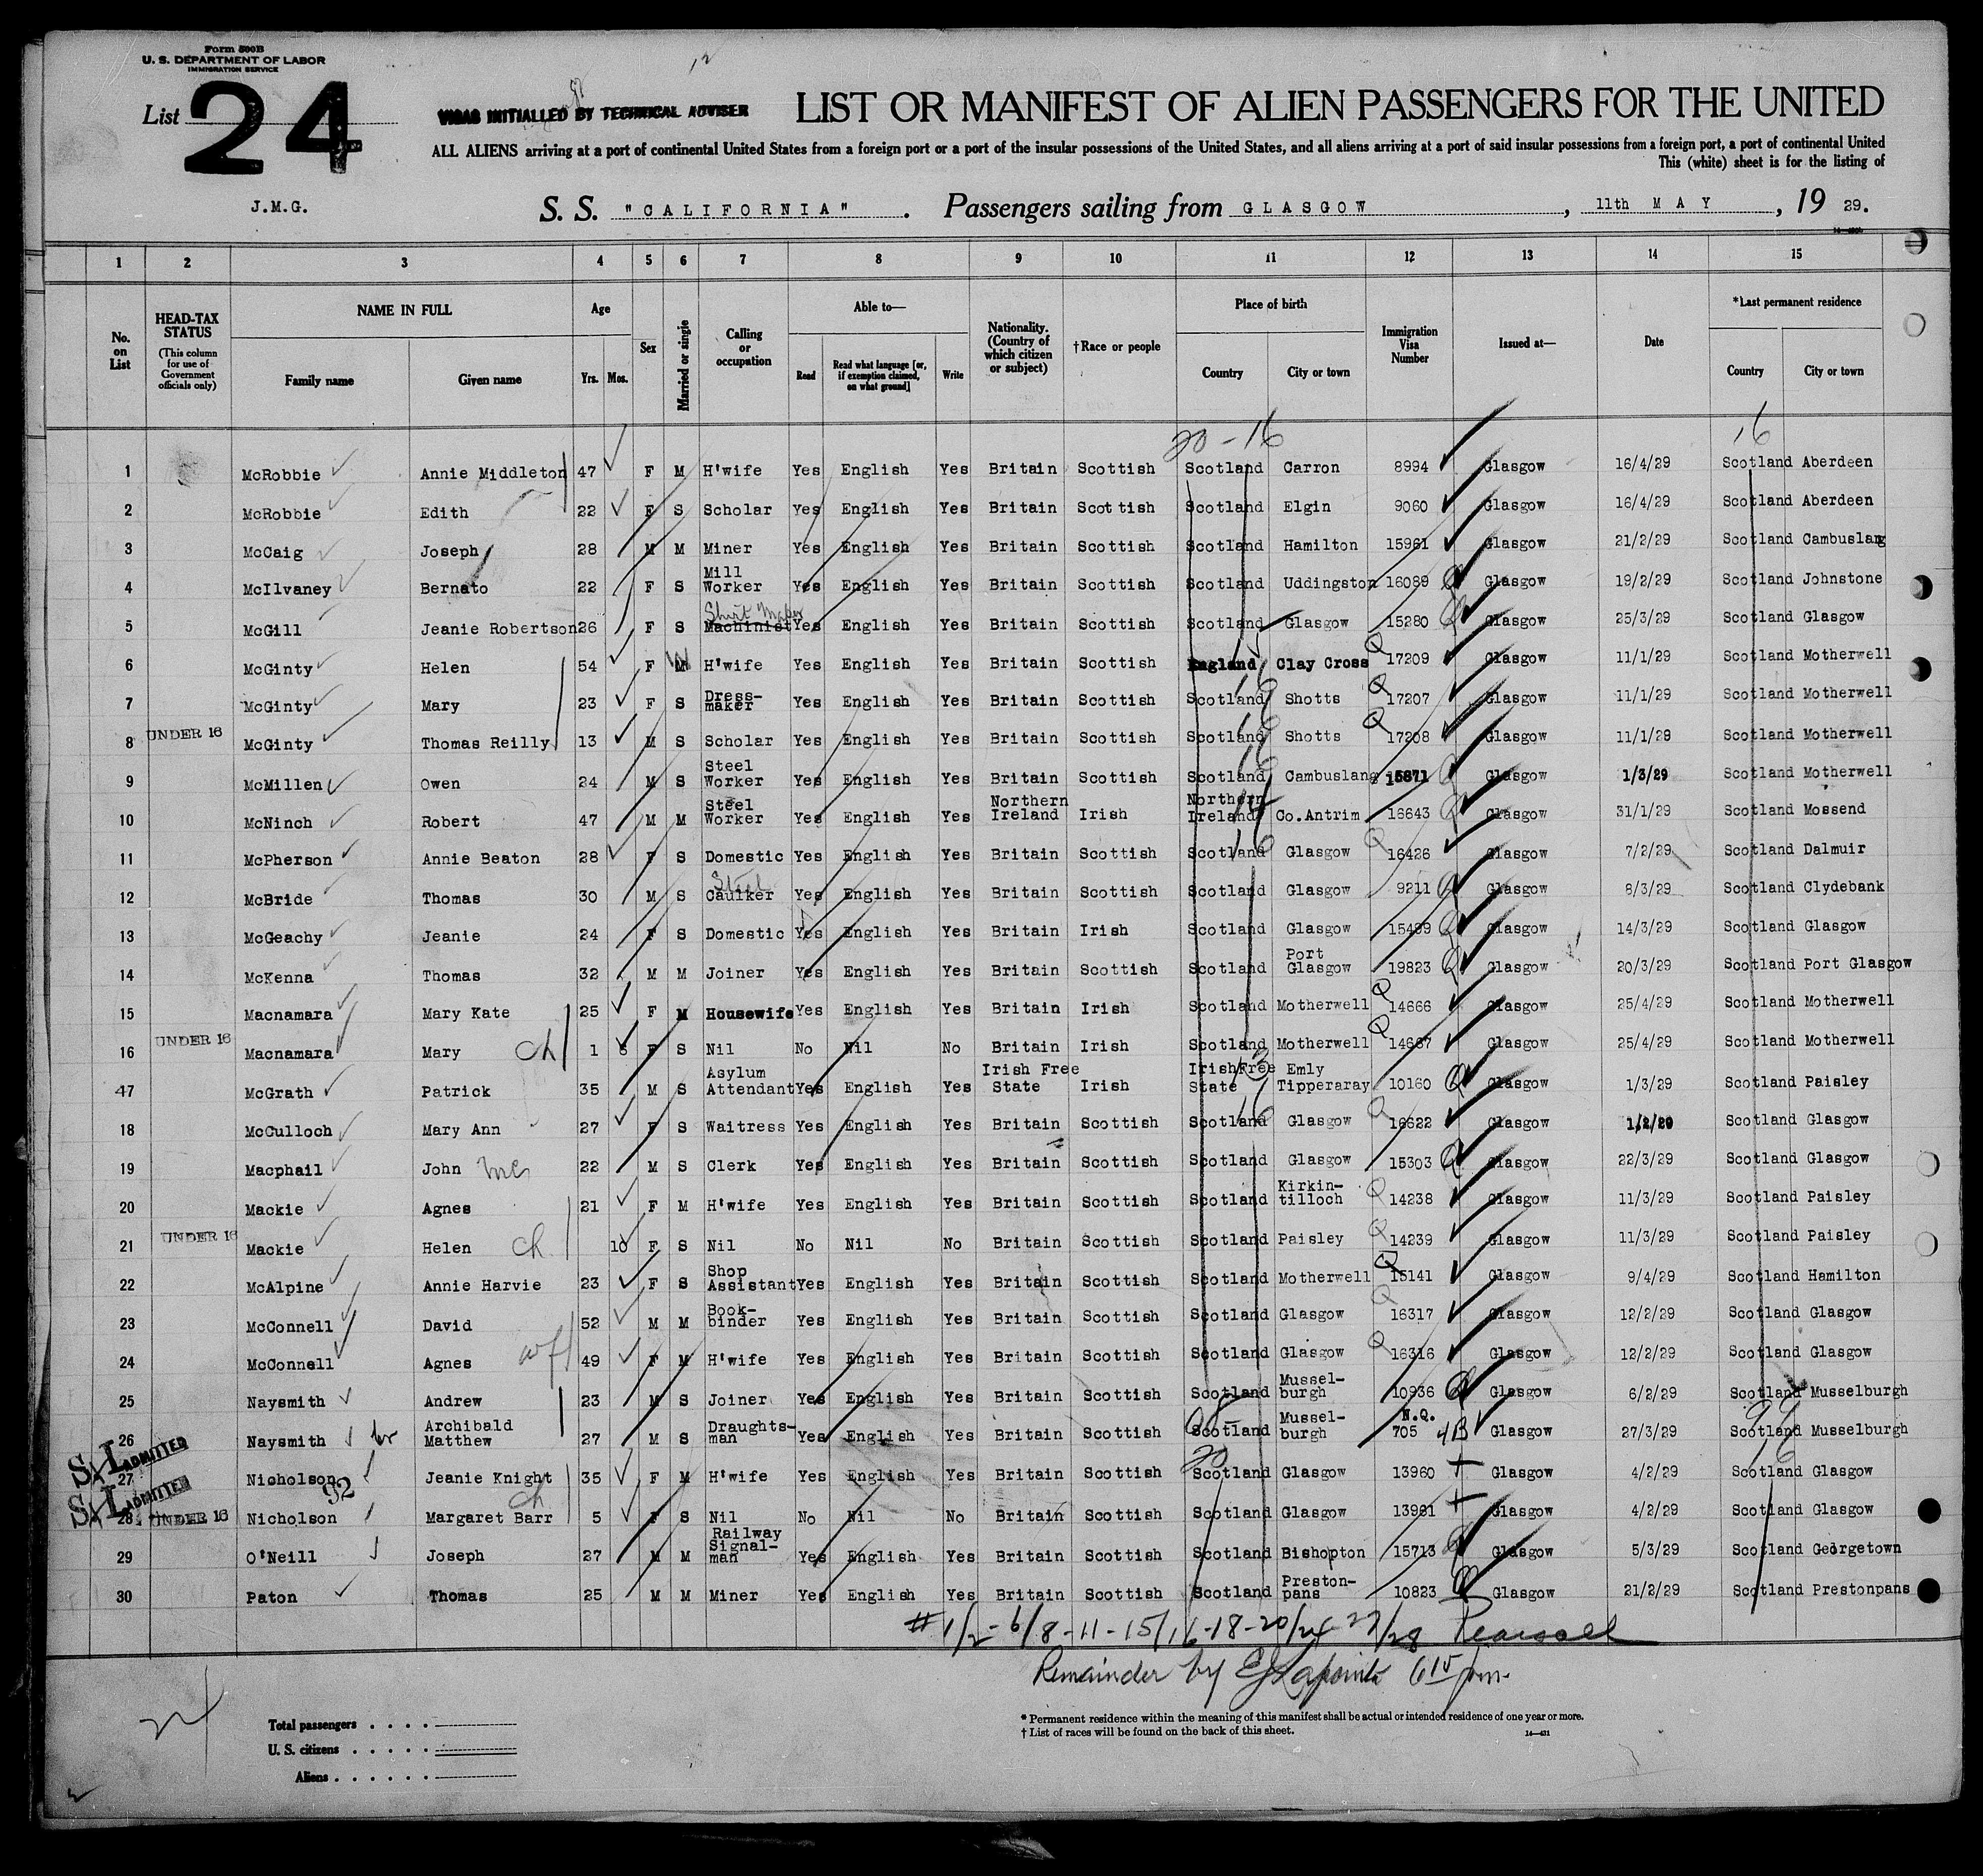 Form 500B
U. S. DEPARTMENT OF LABOR
IMMIGRATION SERVICE
List 24
VISAS INITIALLED BY TECHNICAL ADVISER
LIST OR MANIFEST OF ALIEN PASSENGERS FOR THE UNITED
ALL ALIENS arriving at a port of continental United States from a foreign port or a port of the insular possessions of the United States, and all aliens arriving at a port of said insular possessions from a foreign port, a port of continental United
This (white) sheet is for the listing of
J.M.G.
S. S. "CALIFORNIA". Passengers sailing from GLASGOW, 11th MAY, 19 29.
1 2 3 4 5 6 7 8 9 10 11 12 13 14 15
No. on List
HEAD-TAX STATUS (This column for use of Government officials only)
NAME IN FULL Family name Given name
Age Yrs. Mos.
Sex
Married or single
Calling or occupation
Able to— Read Read what language [or, if exemption claimed, on what ground] Write
Nationality. (Country of which citizen or subject)
†Race or people
Place of birth Country City or town
Immigration Visa Number
Issued at—
Date
*Last permanent residence Country City or town
20-16 16
1 McRobbie Annie Middleton 47 F M H'wife Yes English Yes Britain Scottish Scotland Carron 8994 Glasgow 16/4/29 Scotland Aberdeen
2 McRobbie Edith 22 F S Scholar Yes English Yes Britain Scottish Scotland Elgin 9060 Glasgow 16/4/29 Scotland Aberdeen
3 McCaig Joseph 28 M M Miner Yes English Yes Britain Scottish Scotland Hamilton 15961 Glasgow 21/2/29 Scotland Cambuslang
4 McIlvaney Bernato 22 F S Mill Worker Yes English Yes Britain Scottish Scotland Uddingston 16089 Glasgow 19/2/29 Scotland Johnstone
5 McGill Jeanie Robertson 26 F S Machinist Shirt Maker Yes English Yes Britain Scottish Scotland Glasgow 15280 Glasgow 25/3/29 Scotland Glasgow
6 McGinty Helen 54 F M W H'wife Yes English Yes Britain Scottish England Clay Cross 17209 Glasgow 11/1/29 Scotland Motherwell
7 McGinty Mary 23 F S Dress-maker Yes English Yes Britain Scottish Scotland Shotts 17207 Glasgow 11/1/29 Scotland Motherwell
8 UNDER 16 McGinty Thomas Reilly 13 M S Scholar Yes English Yes Britain Scottish Scotland Shotts 17208 Glasgow 11/1/29 Scotland Motherwell
9 McMillen Owen 24 M S Steel Worker Yes English Yes Britain Scottish Scotland Cambuslang 15871 Glasgow 1/3/29 Scotland Motherwell
10 McNinch Robert 47 M M Steel Worker Yes English Yes Northern Ireland Irish Northern Ireland Co.Antrim 16643 Glasgow 31/1/29 Scotland Mossend
11 McPherson Annie Beaton 28 F S Domestic Yes English Yes Britain Scottish Scotland Glasgow 16426 Glasgow 7/2/29 Scotland Dalmuir
12 McBride Thomas 30 M S Steel Caulker Yes English Yes Britain Scottish Scotland Glasgow 9211 Glasgow 8/3/29 Scotland Clydebank
13 McGeachy Jeanie 24 F S Domestic Yes English Yes Britain Irish Scotland Glasgow 15499 Glasgow 14/3/29 Scotland Glasgow
14 McKenna Thomas 32 M M Joiner Yes English Yes Britain Scottish Scotland Port Glasgow 19823 Glasgow 20/3/29 Scotland Port Glasgow
15 Macnamara Mary Kate 25 F M Housewife Yes English Yes Britain Irish Scotland Motherwell 14666 Glasgow 25/4/29 Scotland Motherwell
16 UNDER 16 Macnamara Mary Ch 1 6 F S Nil No Nil No Britain Irish Scotland Motherwell 14667 Glasgow 25/4/29 Scotland Motherwell
17 McGrath Patrick 35 M S Asylum Attendant Yes English Yes Irish Free State Irish Irish Free State Emly Tipperaray 10160 Glasgow 1/3/29 Scotland Paisley
18 McCulloch Mary Ann 27 F S Waitress Yes English Yes Britain Scottish Scotland Glasgow 16622 Glasgow 1/2/29 Scotland Glasgow
19 Macphail John 22 M S Clerk Yes English Yes Britain Scottish Scotland Glasgow 15303 Glasgow 22/3/29 Scotland Glasgow
20 Mackie Agnes 21 F M H'wife Yes English Yes Britain Scottish Scotland Kirkin-tilloch 14238 Glasgow 11/3/29 Scotland Paisley
21 UNDER 16 Mackie Helen Ch 10 F S Nil No Nil No Britain Scottish Scotland Paisley 14239 Glasgow 11/3/29 Scotland Paisley
22 McAlpine Annie Harvie 23 F S Shop Assistant Yes English Yes Britain Scottish Scotland Motherwell 15141 Glasgow 9/4/29 Scotland Hamilton
23 McConnell David 52 M M Book-binder Yes English Yes Britain Scottish Scotland Glasgow 16317 Glasgow 12/2/29 Scotland Glasgow
24 McConnell Agnes wf 49 F M H'wife Yes English Yes Britain Scottish Scotland Glasgow 16316 Glasgow 12/2/29 Scotland Glasgow
25 Naysmith Andrew 23 M S Joiner Yes English Yes Britain Scottish Scotland Mussel-burgh 10936 Glasgow 6/2/29 Scotland Musselburgh
26 Naysmith br Archibald Matthew 27 M S Draughts-man Yes English Yes Britain Scottish Scotland Mussel-burgh N.Q. 705 4B Glasgow 27/3/29 Scotland Musselburgh
27 S.I. ADMITTED Nicholson Jeanie Knight 35 F M H'wife Yes English Yes Britain Scottish Scotland Glasgow 13960 Glasgow 4/2/29 Scotland Glasgow
28 S.I. ADMITTED UNDER 16 92 Nicholson Margaret Barr Ch 5 F S Nil No Nil No Britain Scottish Scotland Glasgow 13961 Glasgow 4/2/29 Scotland Glasgow
29 O'Neill Joseph 27 M M Railway Signal-man Yes English Yes Britain Scottish Scotland Bishopton 15713 Glasgow 5/3/29 Scotland Georgetown
30 Paton Thomas 25 M M Miner Yes English Yes Britain Scottish Scotland Preston-pans 10823 Glasgow 21/2/29 Scotland Prestonpans
#1/2-6/8-11-15/16-18-20/24 27/28 Pearsall
Remainder by 6 15 pm
Total passengers
U. S. citizens
Aliens
* Permanent residence within the meaning of this manifest shall be actual or intended residence of one year or more.
† List of races will be found on the back of this sheet.